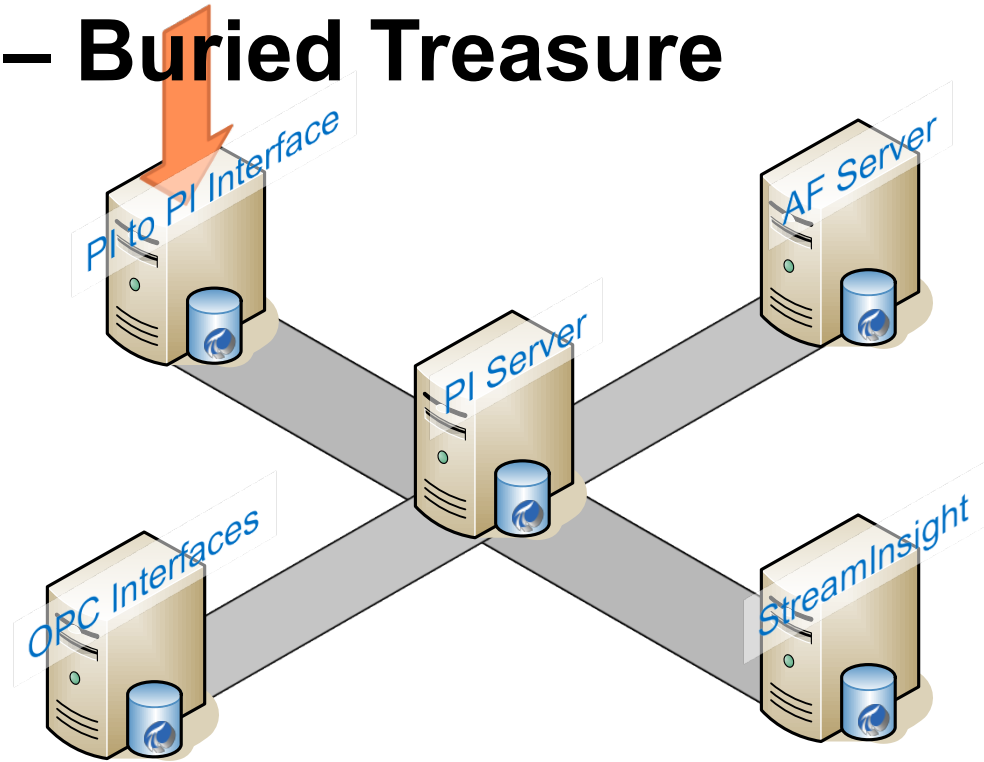 – Buried Treasure
PI to PI Interface
AF Server
PI Server
OPC Interfaces
StreamInsight